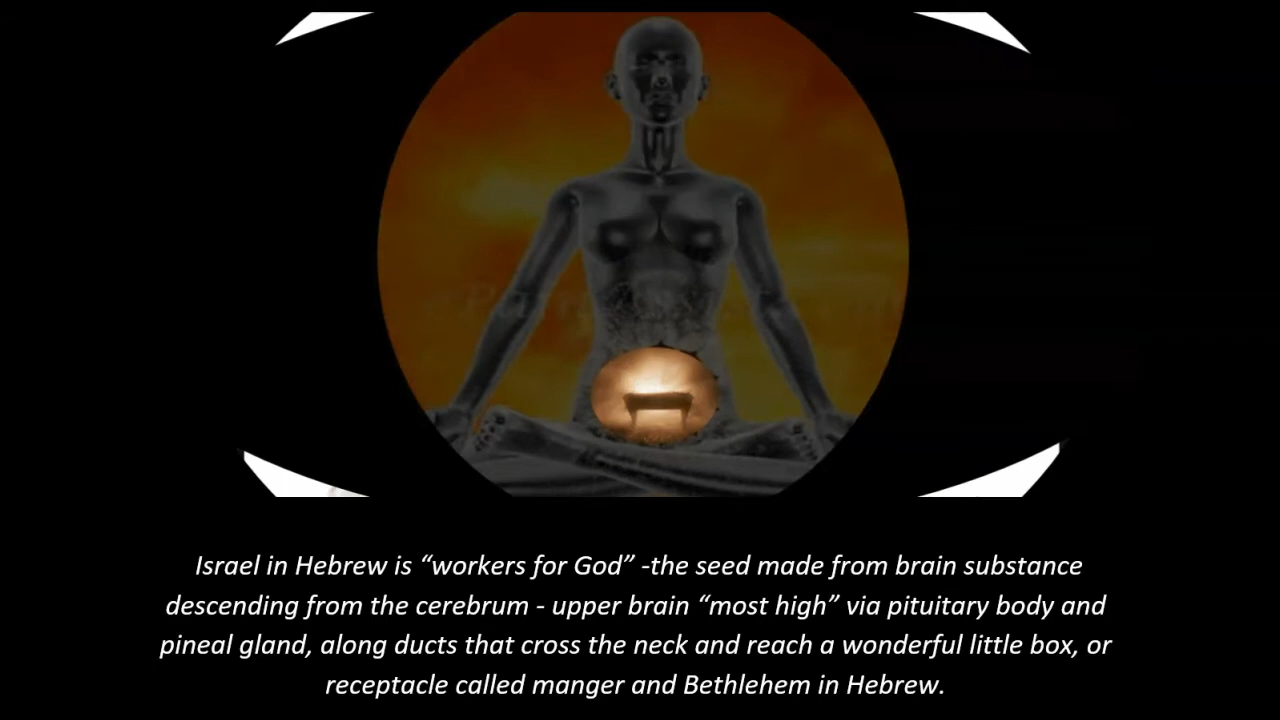 Israel in Hebrew is “workers for God” -the seed made from brain substance
descending from the cerebrum - upper brain “most high” via pituitary body and
pineal gland, along ducts that cross the neck and reach a wonderful little box, or
receptacle called manger and Bethlehem in Hebrew.